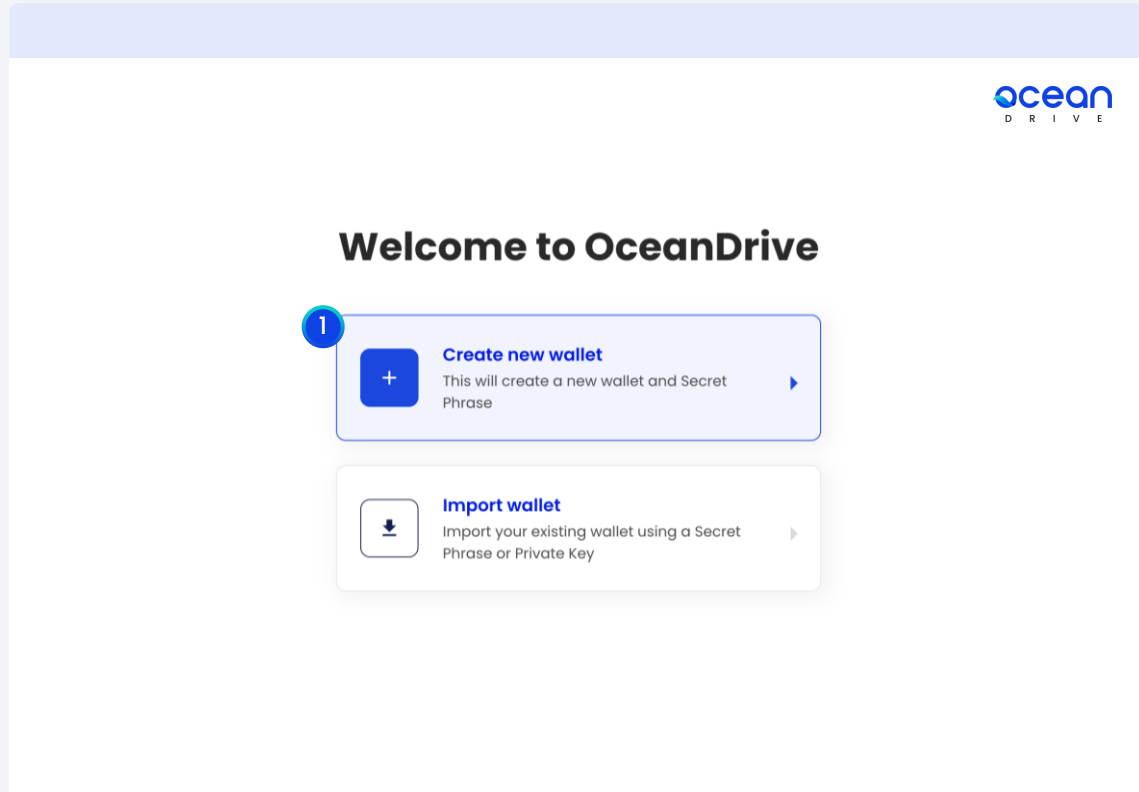 ocean
DRIVE
Welcome to OceanDrive
1
Create new wallet
This will create a new wallet and Secret
Phrase
Import wallet
Import your existing wallet using a Secret
Phrase or Private Key